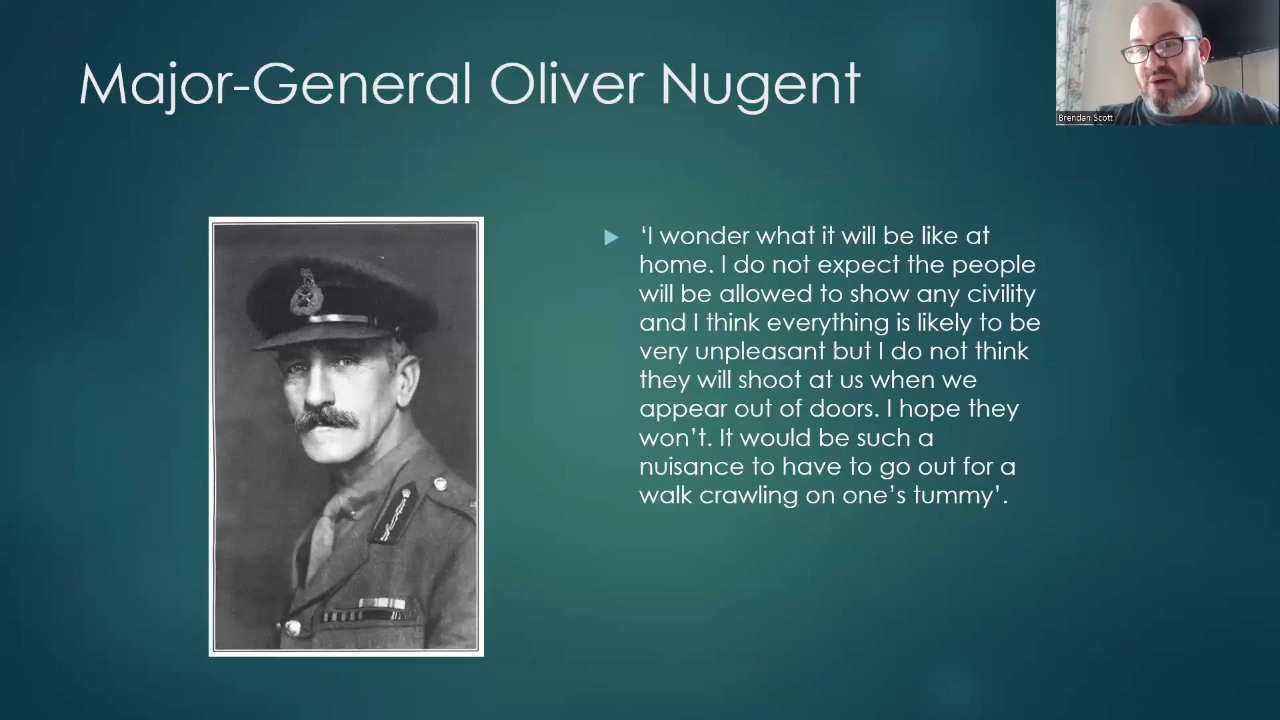 Major-General Oliver Nugent
Brendan Scott
‘I wonder what it will be like at
home. I do not expect the people
will be allowed to show any civility
and I think everything is likely to be
very unpleasant but I do not think
they will shoot at us when we
appear out of doors. I hope they
won’t. It would be such a
nuisance to have to go out for a
walk crawling on one’s tummy’.